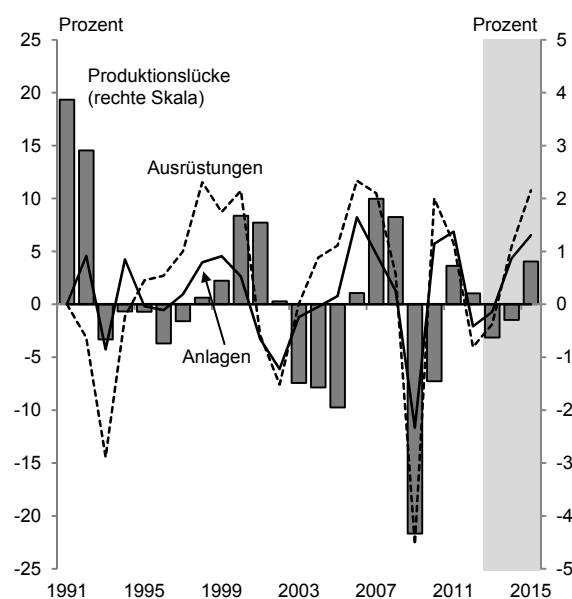 Prozent Prozent
25 5
Produktionslücke
(rechte Skala)
20 4
15 3
Ausrüstungen
10 2
5 1
0 0
Anlagen
-5 -1
-10 -2
-15 -3
-20 -4
-25 -5
1991 1995 1999 2003 2007 2011 2015